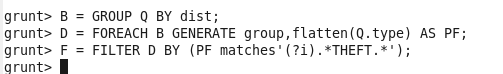 grunt> B = GROUP Q BY dist;
grunt> D = FOREACH B GENERATE group,flatten(Q.type) AS PF;
grunt> F = FILTER D BY (PF matches'(?i).*THEFT.*');
grunt>